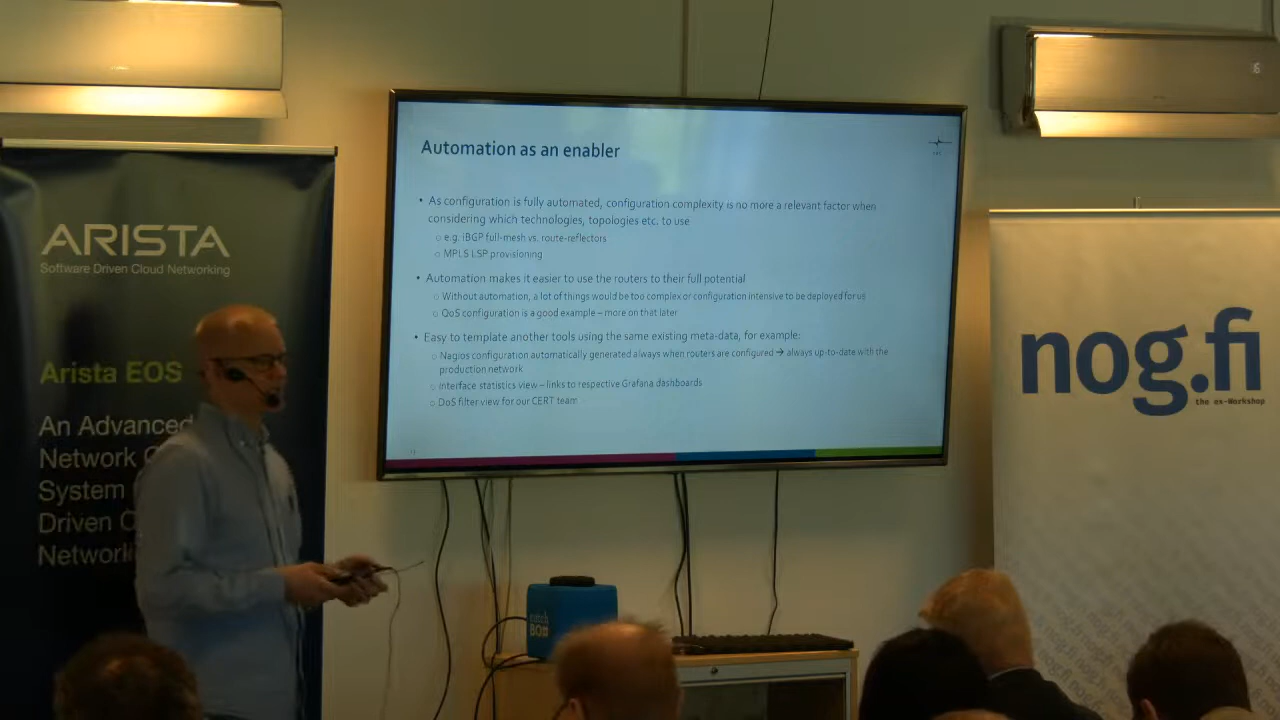 ARISTA
Software Driven Cloud Networking
Arista EOS
An Advanced
Network
System
Driven
Network
Automation as an enabler
• As configuration is fully automated, configuration complexity is no more a relevant factor when
considering which technologies, topologies etc. to use
o e.g. iBGP full-mesh vs. route-reflectors
o MPLS LSP provisioning
• Automation makes it easier to use the routers to their full potential
o Without automation, a lot of things would be too complex or configuration intensive to be deployed for us
o QoS configuration is a good example – more on that later
• Easy to template another tools using the same existing meta-data, for example:
o Nagios configuration automatically generated always when routers are configured → always up-to-date with the
production network
o Interface statistics view – links to respective Grafana dashboards
o DoS filter view for our CERT team
nog.fi
the ex-Workshop
catch
BOX